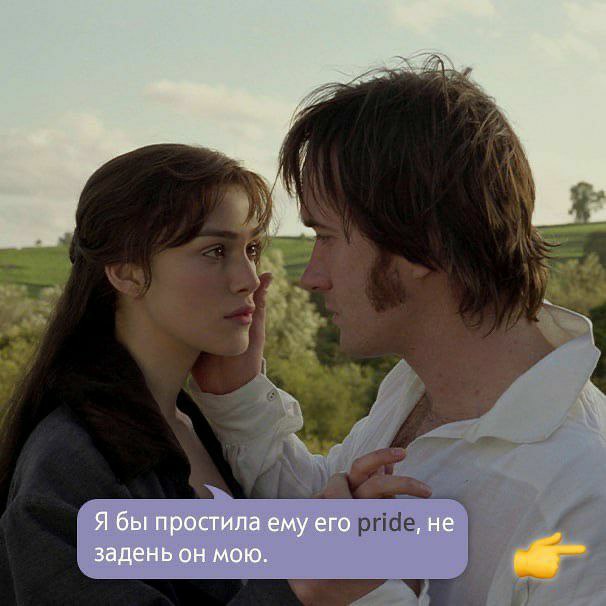 Я бы простила ему его pride, не
задень он мою.